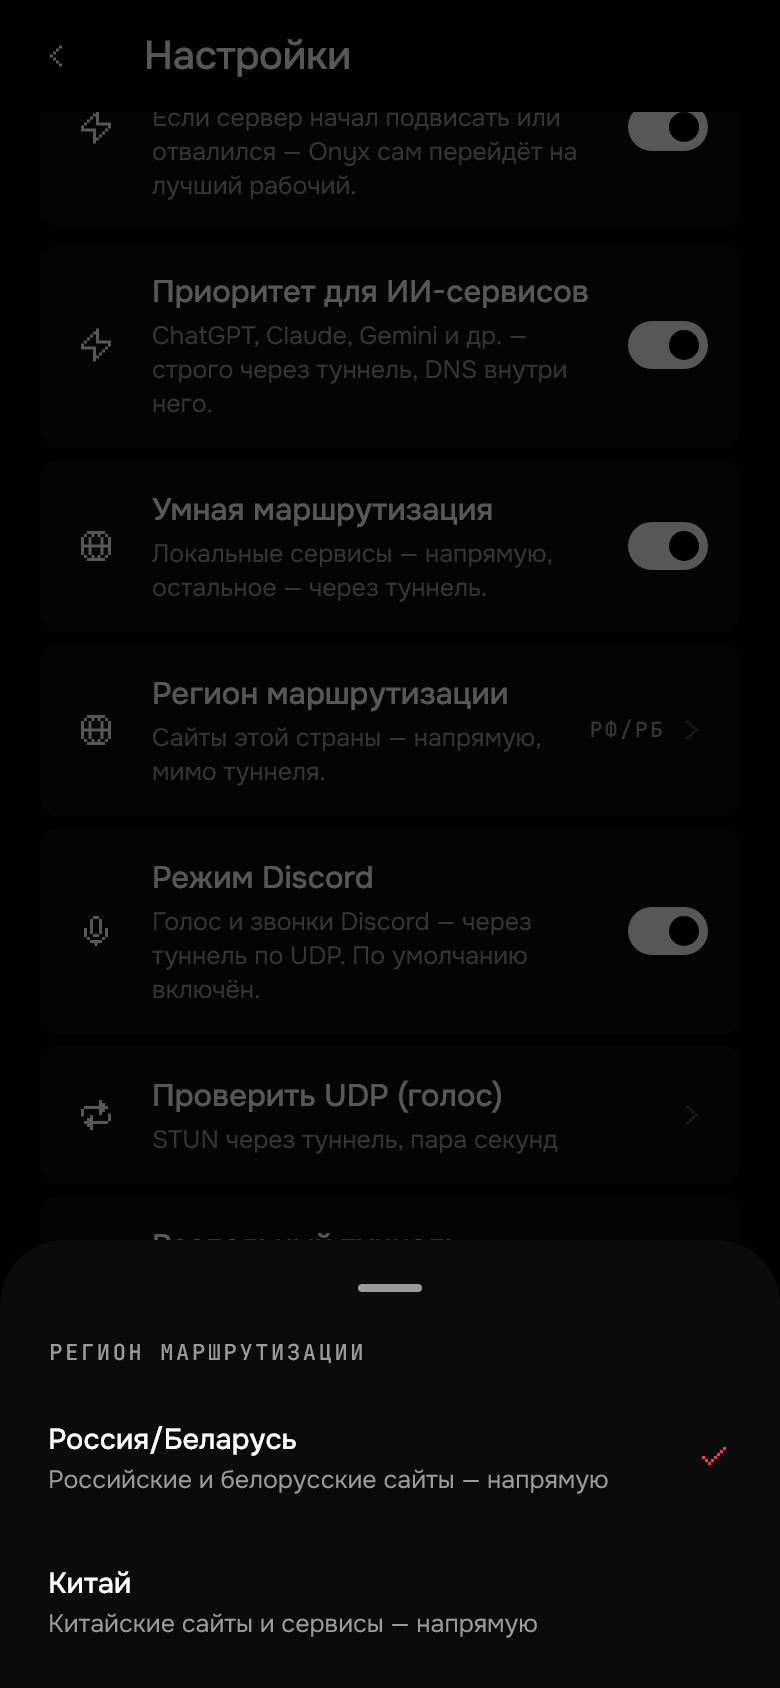 Настройки
Если сервер начал подвисать или
отвалился — Onyx сам перейдёт на
лучший рабочий.
Приоритет для ИИ-сервисов
ChatGPT, Claude, Gemini и др. —
строго через туннель, DNS внутри
него.
Умная маршрутизация
Локальные сервисы — напрямую,
остальное — через туннель.
Регион маршрутизации
Сайты этой страны — напрямую,
мимо туннеля.
РФ/РБ
Режим Discord
Голос и звонки Discord — через
туннель по UDP. По умолчанию
включён.
Проверить UDP (голос)
STUN через туннель, пара секунд
РЕГИОН МАРШРУТИЗАЦИИ
Россия/Беларусь
Российские и белорусские сайты — напрямую
Китай
Китайские сайты и сервисы — напрямую